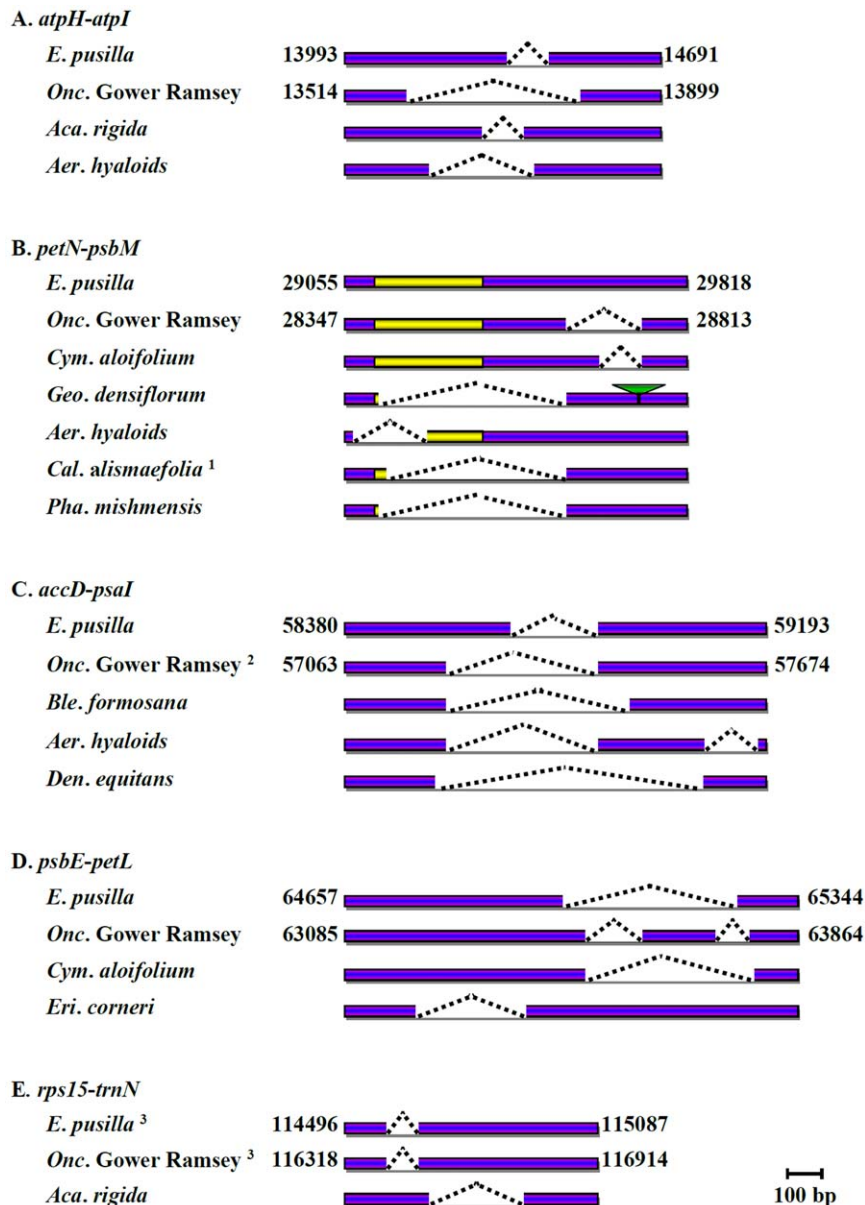 A. atpH-atpI
E. pusilla 13993 14691
Onc. Gower Ramsey 13514 13899
Aca. rigida
Aer. hyaloids
B. petN-psbM
E. pusilla 29055 29818
Onc. Gower Ramsey 28347 28813
Cym. aloifolium
Geo. densiflorum
Aer. hyaloids
Cal. alismaefolia 1
Pha. mishmensis
C. accD-psaI
E. pusilla 58380 59193
Onc. Gower Ramsey 2 57063 57674
Ble. formosana
Aer. hyaloids
Den. equitans
D. psbE-petL
E. pusilla 64657 65344
Onc. Gower Ramsey 63085 63864
Cym. aloifolium
Eri. corneri
E. rps15-trnN
E. pusilla 3 114496 115087
Onc. Gower Ramsey 3 116318 116914
Aca. rigida
100 bp